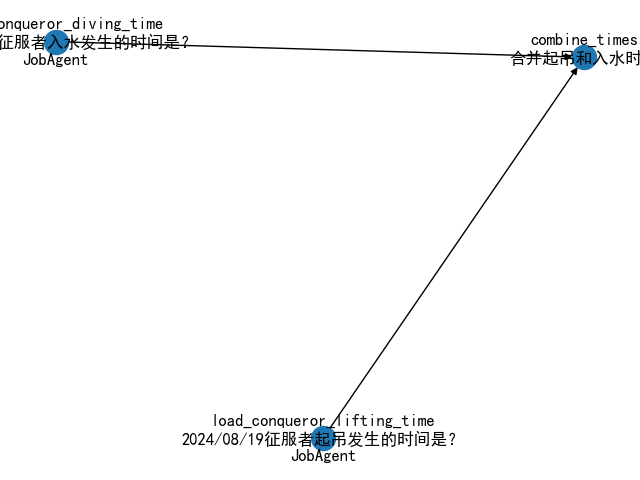 onqueror_diving_time
征服者入水发生的时间是?
JobAgent
combine_times
合并起吊和入水时
load_conqueror_lifting_time
2024/08/19征服者起吊发生的时间是?
JobAgent